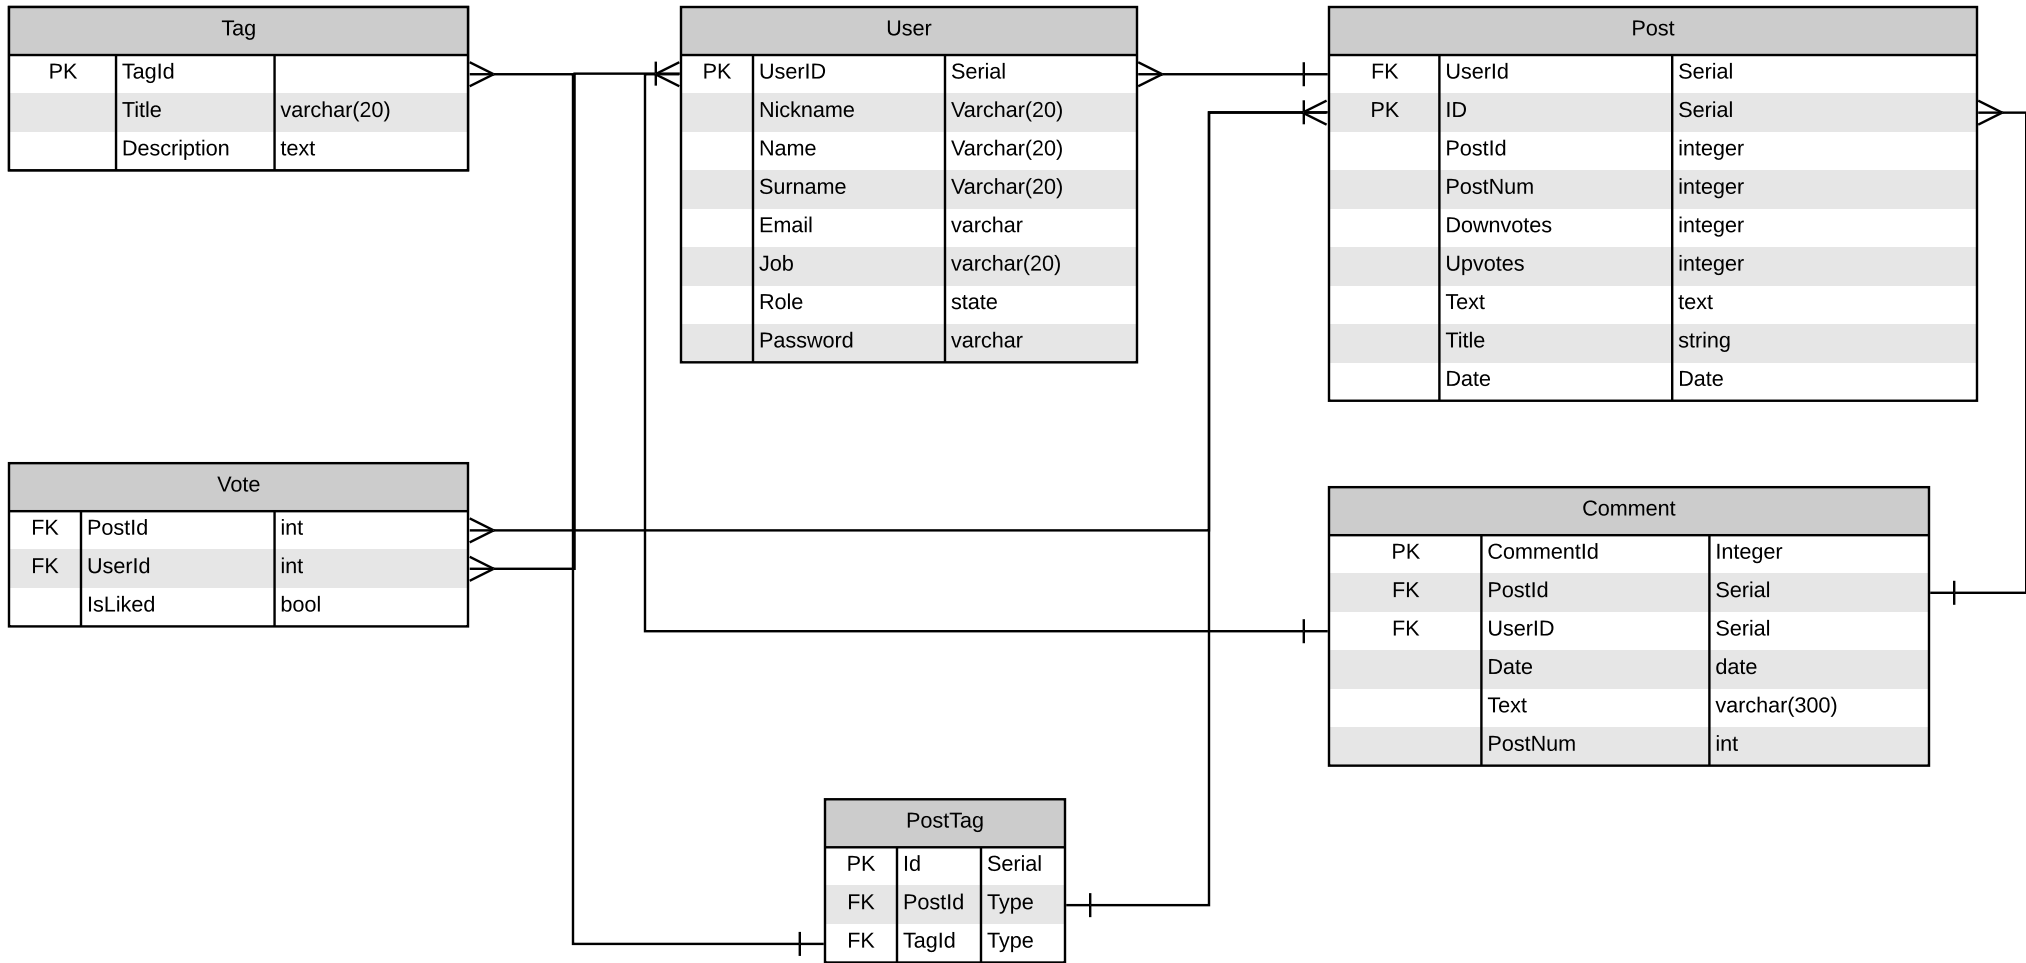 Tag
PK TagId
Title varchar(20)
Description text
User
PK UserID Serial
Nickname Varchar(20)
Name Varchar(20)
Surname Varchar(20)
Email varchar
Job varchar(20)
Role state
Password varchar
Post
FK UserId Serial
PK ID Serial
PostId integer
PostNum integer
Downvotes integer
Upvotes integer
Text text
Title string
Date Date
Vote
FK PostId int
FK UserId int
IsLiked bool
Comment
PK CommentId Integer
FK PostId Serial
FK UserID Serial
Date date
Text varchar(300)
PostNum int
PostTag
PK Id Serial
FK PostId Type
FK TagId Type